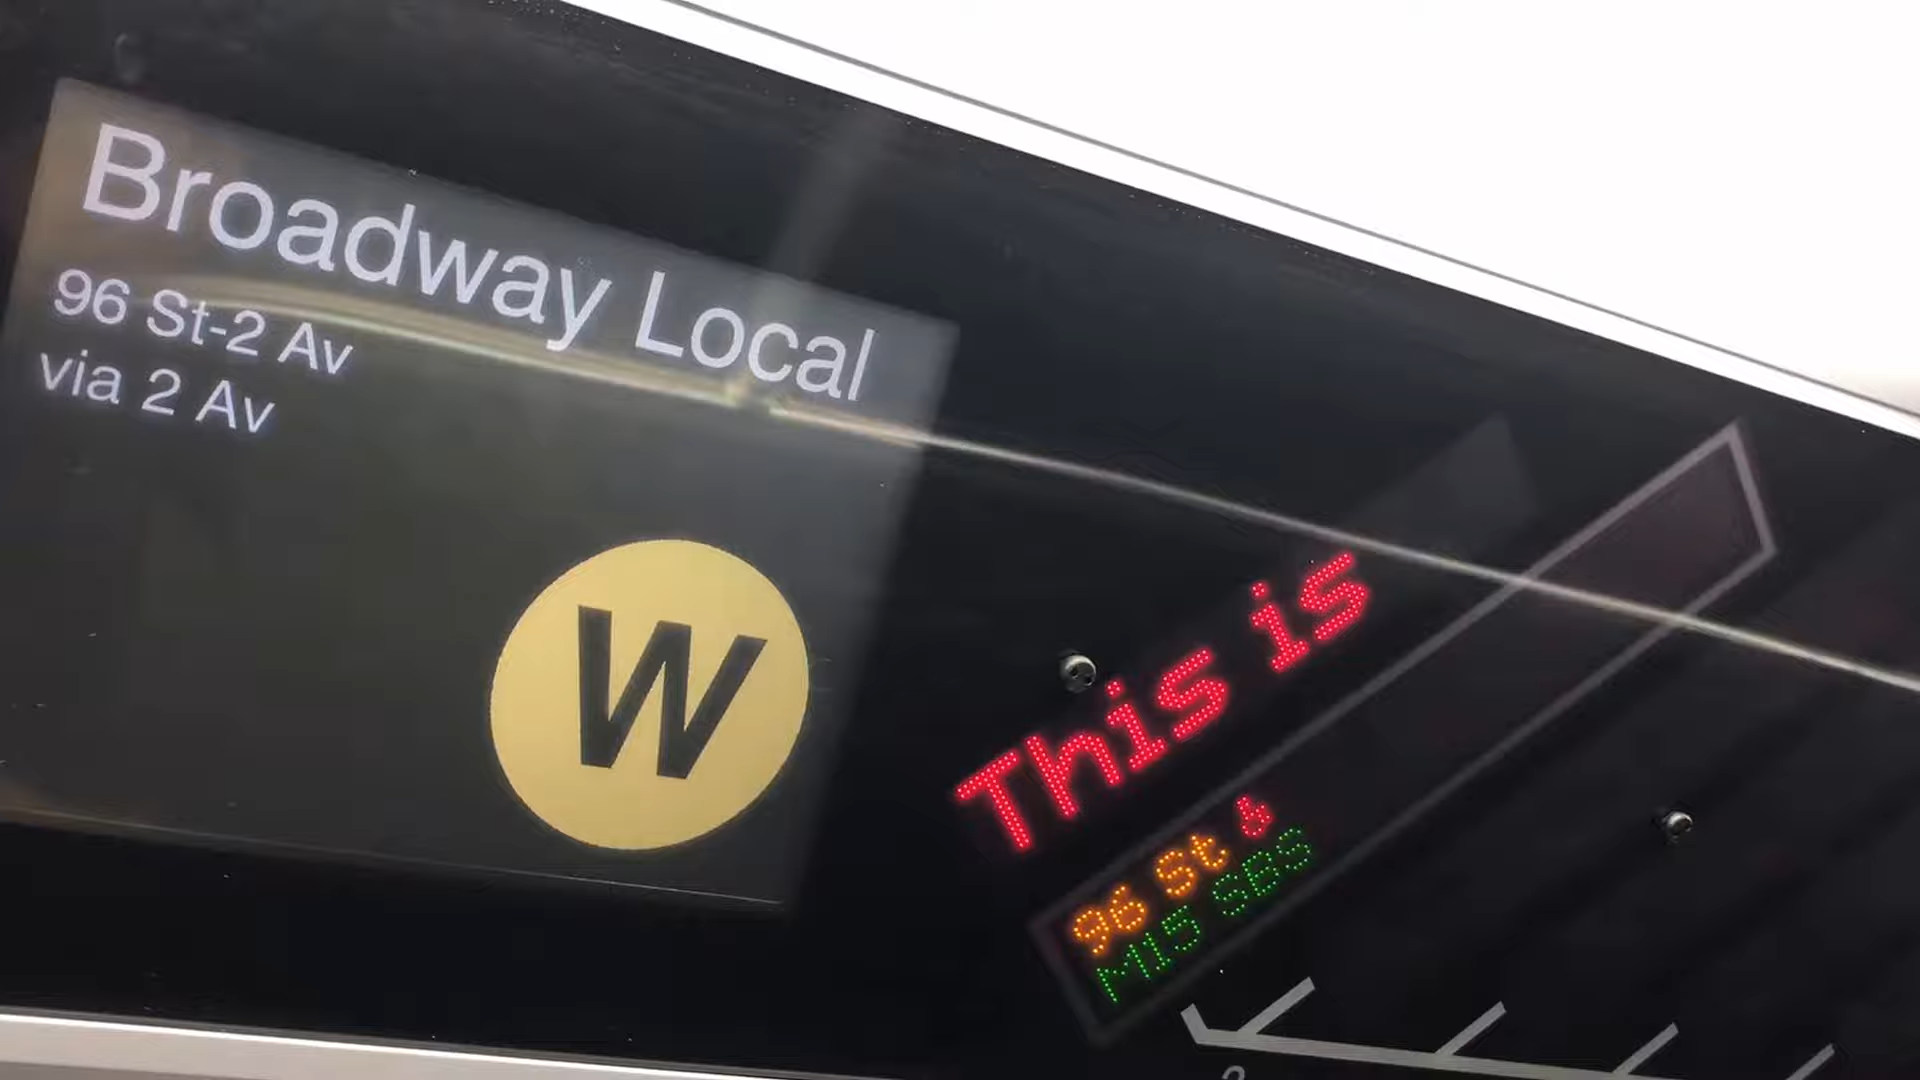 Broadway Local
96 St-2 Av
via 2 Av
W
This is
96 St &
M15 SBS